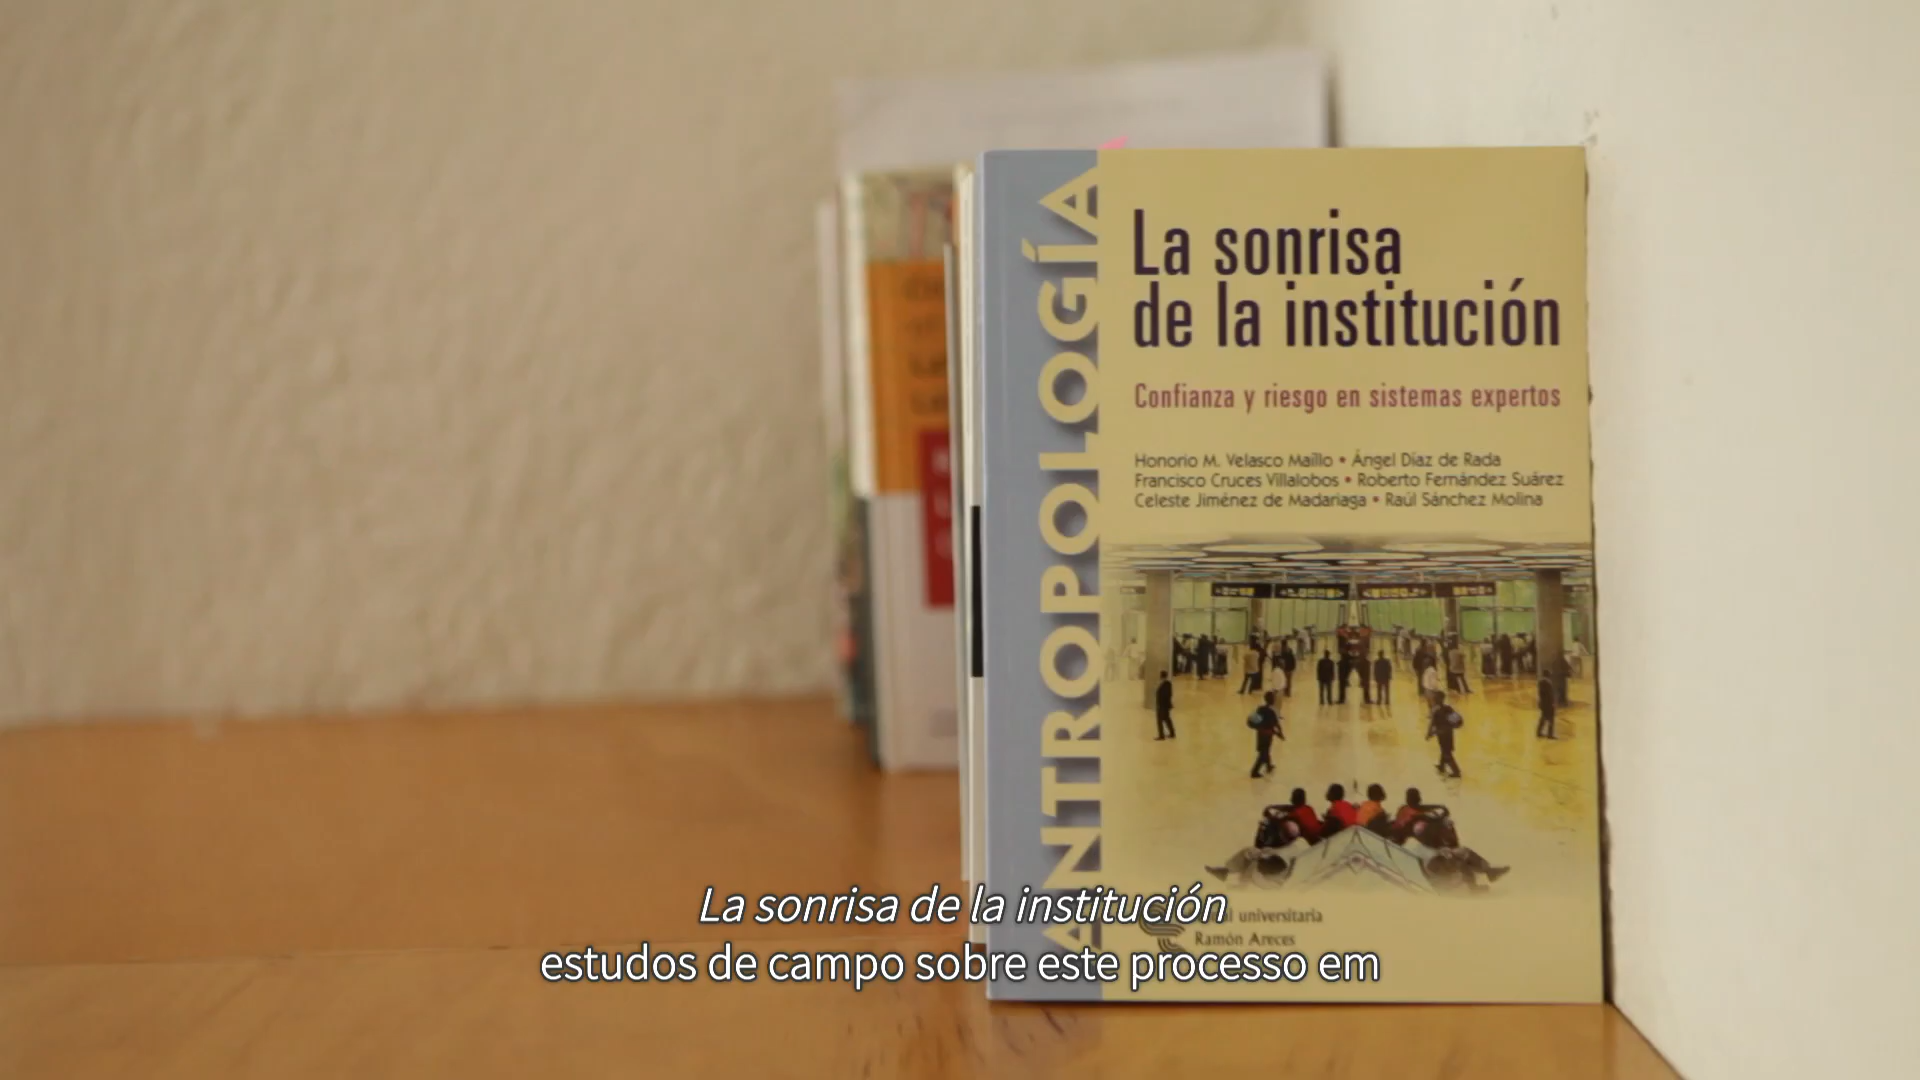 ANTROPOLOGÍA
La sonrisa
de la institución
Confianza y riesgo en sistemas expertos
Honorio M. Velasco Maíllo • Ángel Díaz de Rada
Francisco Cruces Villalobos • Roberto Fernández Suárez
Celeste Jiménez de Madariaga • Raúl Sánchez Molina
universitaria
Ramón Areces
La sonrisa de la institución
estudos de campo sobre este processo em